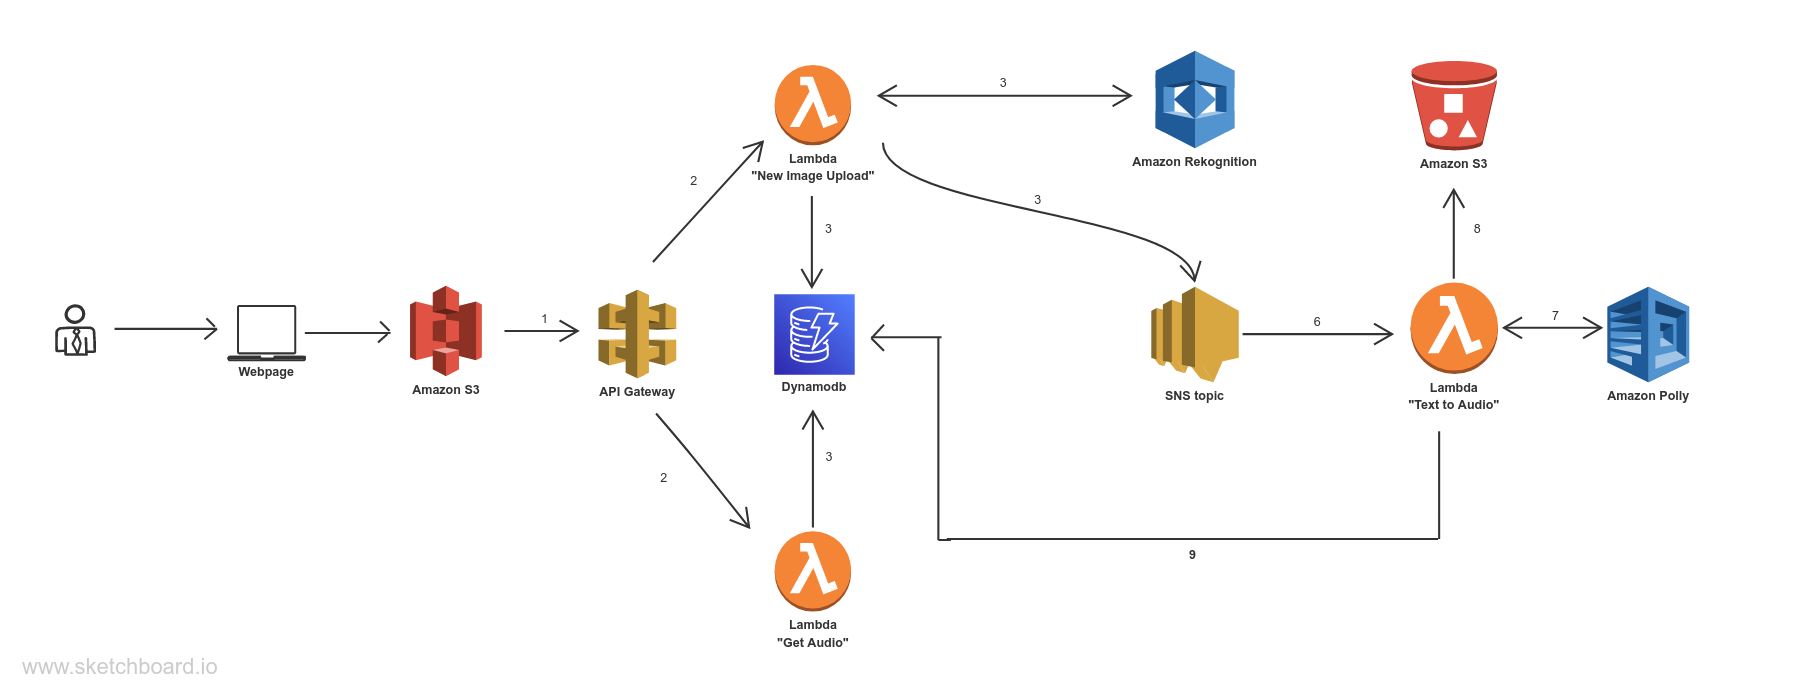 3
Lambda
"New Image Upload"
Amazon Rekognition
Amazon S3
2
3
3
8
1
6
7
Webpage
Amazon S3
API Gateway
Dynamodb
SNS topic
Lambda
"Text to Audio"
Amazon Polly
2
3
9
Lambda
"Get Audio"
www.sketchboard.io